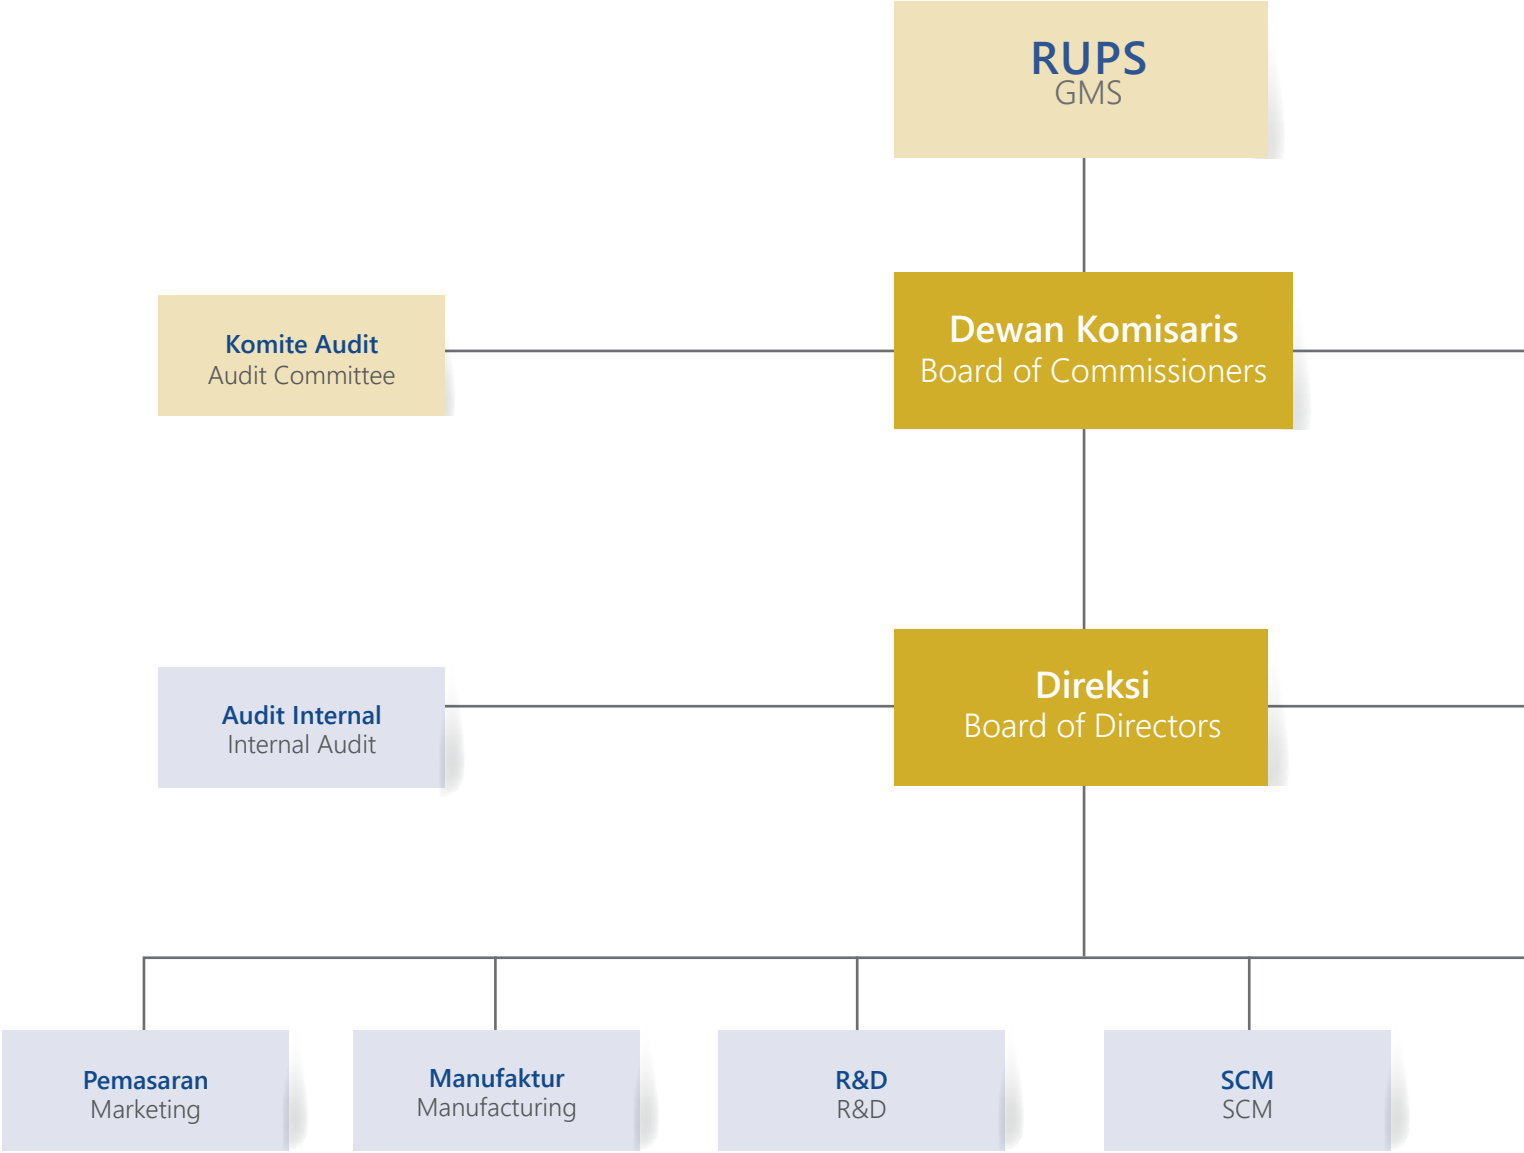 RUPS
GMS
Komite Audit
Audit Committee
Dewan Komisaris
Board of Commissioners
Audit Internal
Internal Audit
Direksi
Board of Directors
Pemasaran
Marketing
Manufaktur
Manufacturing
R&D
R&D
SCM
SCM